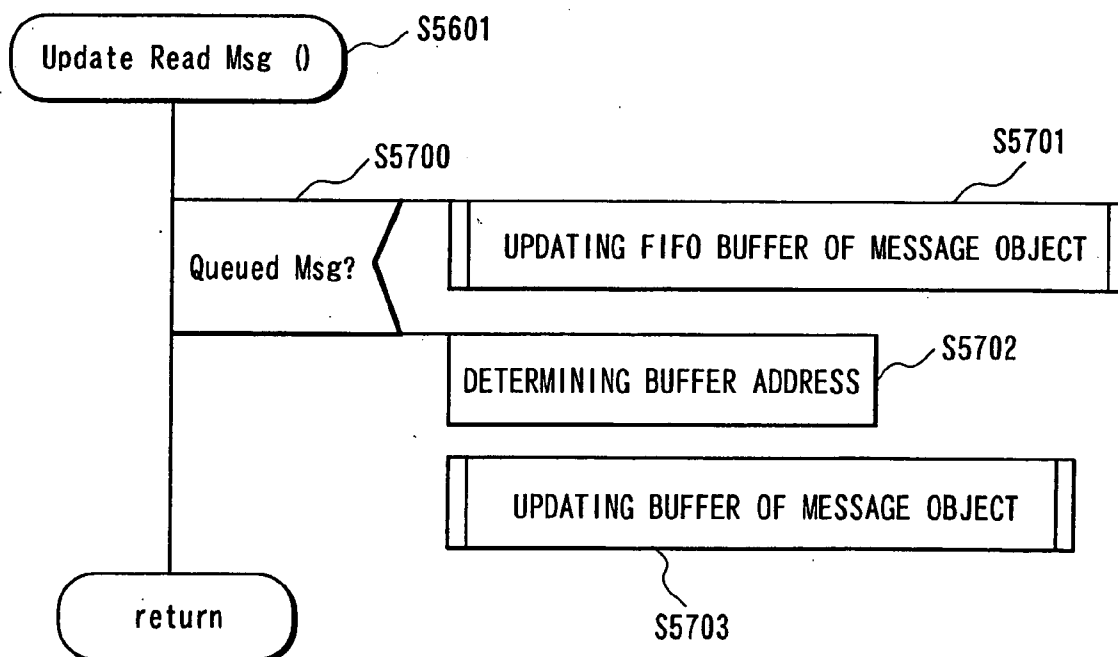 Update Read Msg ()
S5601
S5700
S5701
Queued Msg?
UPDATING FIFO BUFFER OF MESSAGE OBJECT
S5702
DETERMINING BUFFER ADDRESS
UPDATING BUFFER OF MESSAGE OBJECT
return
S5703